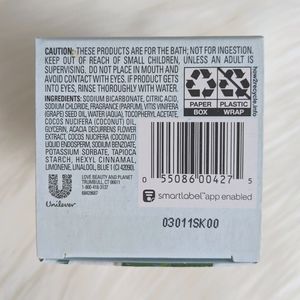 CAUTION: THESE PRODUCTS ARE FOR THE BATH; NOT FOR INGESTION.
KEEP OUT OF REACH OF SMALL CHILDREN, UNLESS AN ADULT IS
SUPERVISING. DO NOT PLACE IN MOUTH AND
AVOID CONTACT WITH EYES. IF PRODUCT GETS
INTO EYES, RINSE THOROUGHLY WITH WATER.
INGREDIENTS: SODIUM BICARBONATE, CITRIC ACID,
SODIUM CHLORIDE, FRAGRANCE (PARFUM), VITIS VINIFERA
(GRAPE) SEED OIL WATER (AQUA), TOCOPHERYL ACETATE,
COCOS NUCIFERA (COCONUT) OIL,
GLYCERIN, ACACIA DECURRENS FLOWER
EXTRACT, COCOS NUCIFERA (COCONUT)
LIQUID ENDOSPERM, SODIUM BENZOATE,
POTASSIUM SORBATE, TAPIOCA
STARCH, HEXYL CINNAMAL,
LIMONENE, LINALOOL, BLUE 1 (CI 42090).
LOVE BEAUTY AND PLANET
TRUMBULL, CT 06611
1-800-418-3137
Unilever
how2recycle.info
PAPER
BOX
PLASTIC
WRAP
0 55086 00427 5
smartlabel™ app enabled
03011SK00